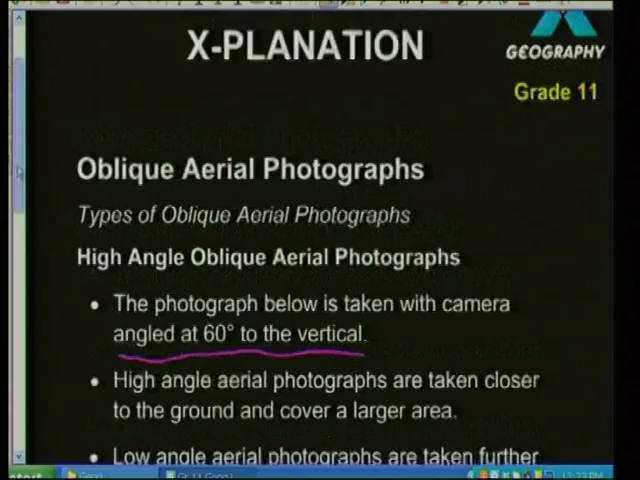 X-PLANATION
GEOGRAPHY
Grade 11
Oblique Aerial Photographs
Types of Oblique Aerial Photographs
High Angle Oblique Aerial Photographs
• The photograph below is taken with camera
angled at 60° to the vertical.
• High angle aerial photographs are taken closer
to the ground and cover a larger area.
• Low angle aerial photographs are taken further
start